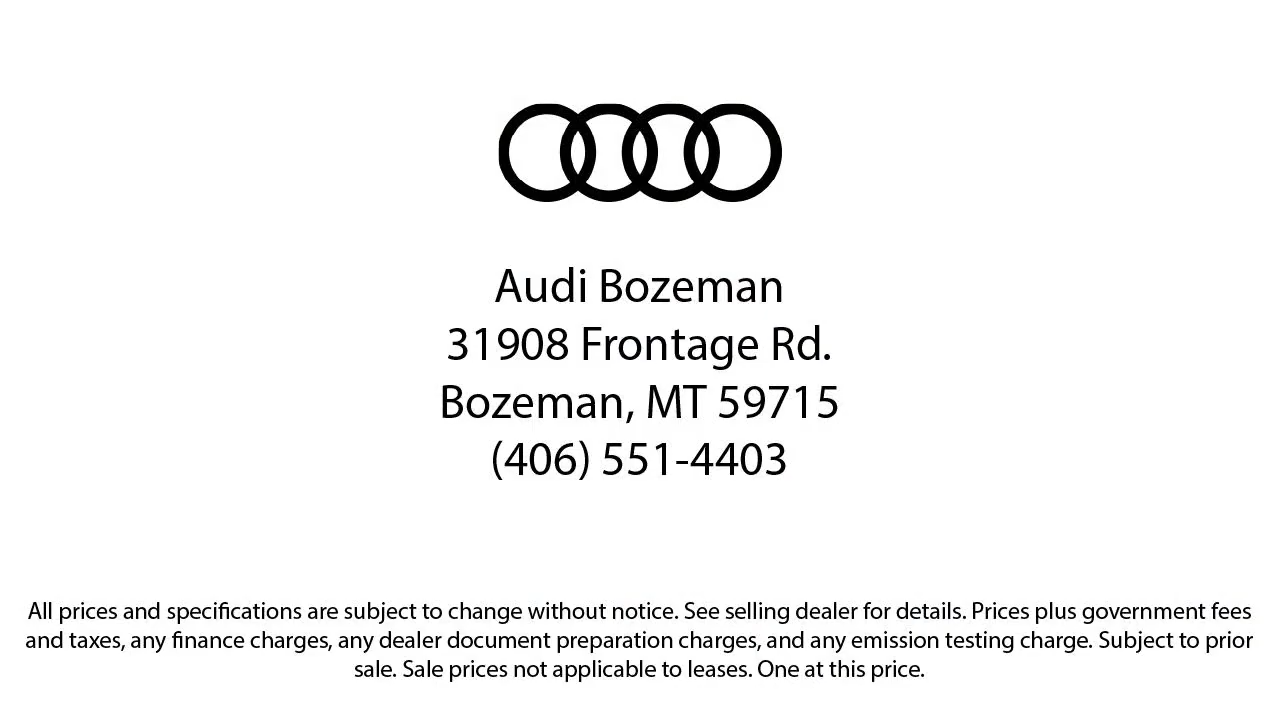 Audi Bozeman
31908 Frontage Rd.
Bozeman, MT 59715
(406) 551-4403
All prices and specifications are subject to change without notice. See selling dealer for details. Prices plus government fees
and taxes, any finance charges, any dealer document preparation charges, and any emission testing charge. Subject to prior
sale. Sale prices not applicable to leases. One at this price.